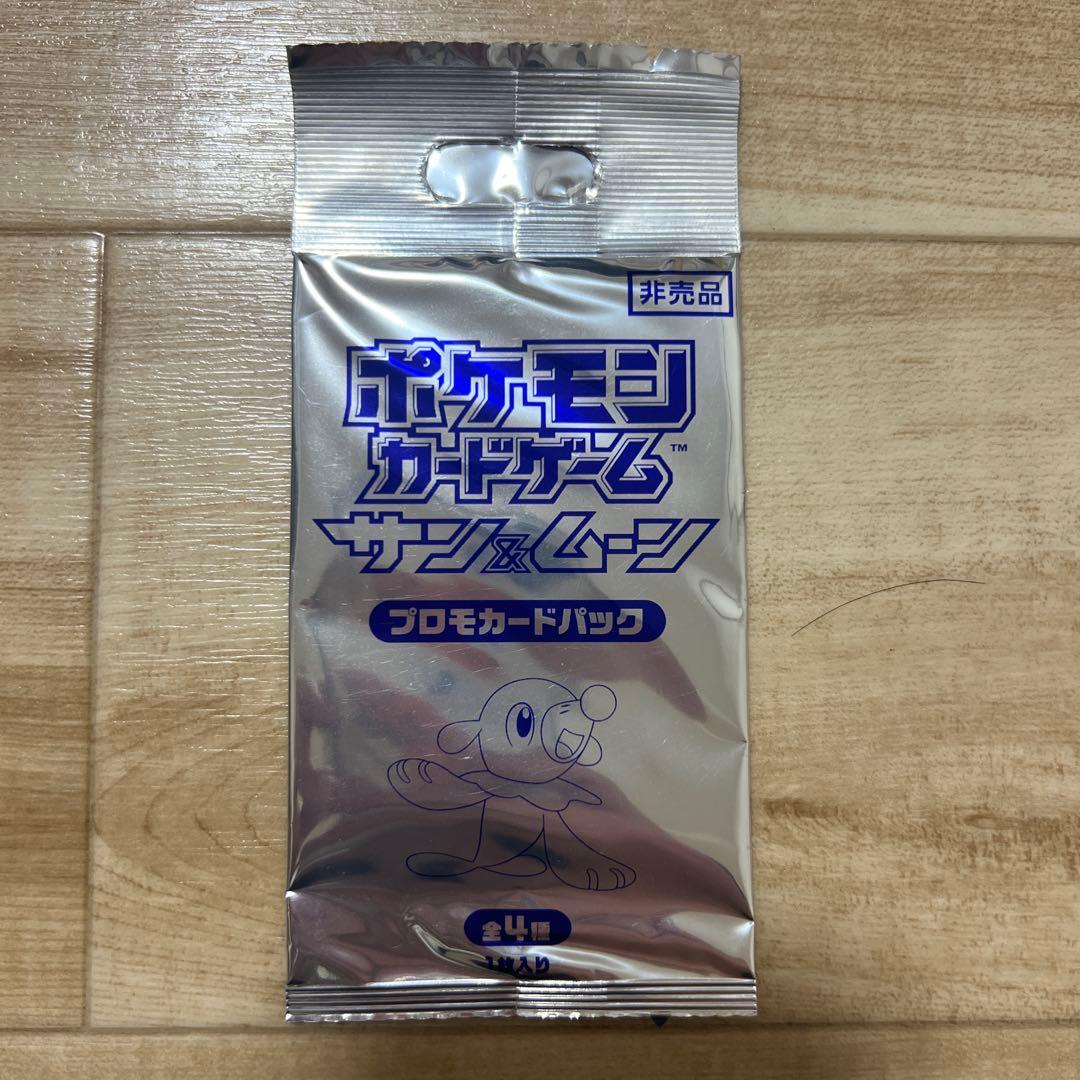 非売品
ポケモン
カードゲーム™
サン&ムーン
プロモカードパック
全4種
1枚入り